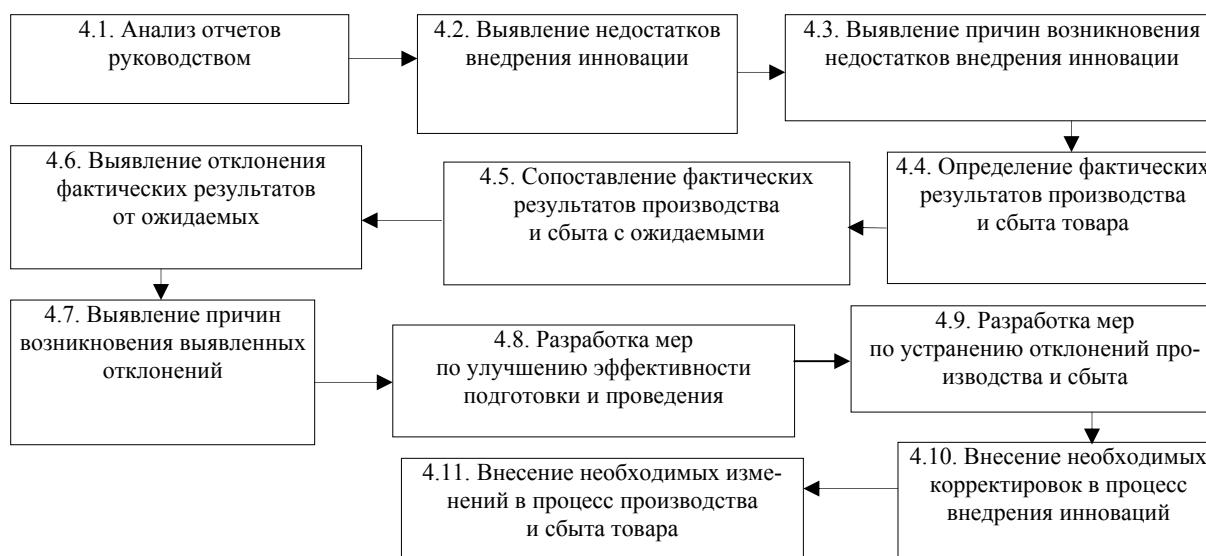 4.1. Анализ отчетов
руководством
4.2. Выявление недостатков
внедрения инновации
4.3. Выявление причин возникновения
недостатков внедрения инновации
4.4. Определение фактических
результатов производства
и сбыта товара
4.5. Сопоставление фактических
результатов производства
и сбыта с ожидаемыми
4.6. Выявление отклонения
фактических результатов
от ожидаемых
4.7. Выявление причин
возникновения выявленных
отклонений
4.8. Разработка мер
по улучшению эффективности
подготовки и проведения
4.9. Разработка мер
по устранению отклонений про-
изводства и сбыта
4.10. Внесение необходимых
корректировок в процесс
внедрения инноваций
4.11. Внесение необходимых изме-
нений в процесс производства
и сбыта товара